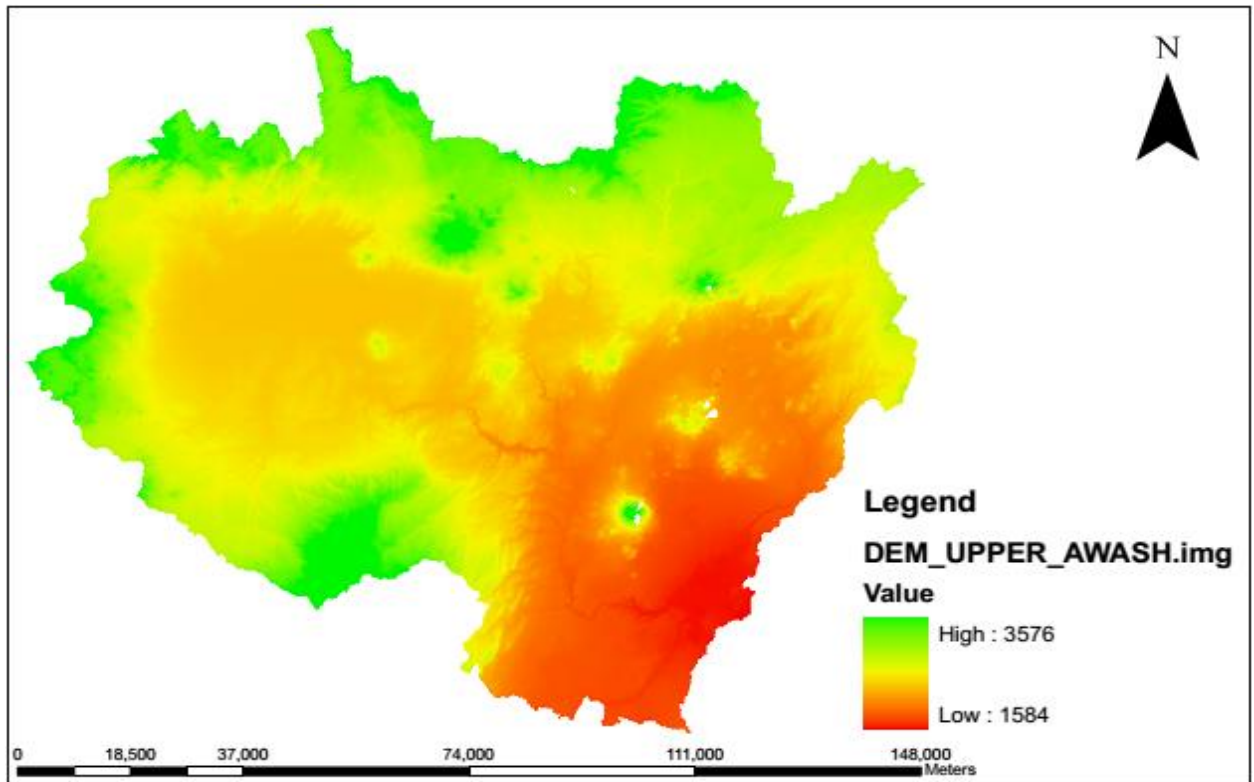 N
Legend
DEM_UPPER_AWASH.img
Value
High : 3576
Low : 1584
0 18,500 37,000 74,000 111,000 148,000
Meters